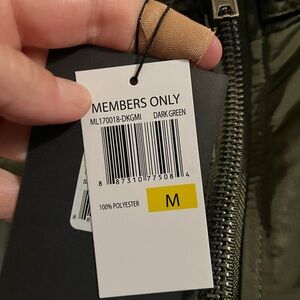 MEMBERS ONLY
ML170018-DKGMI DARK GREEN
8 87310 77508 4
100% POLYESTER M